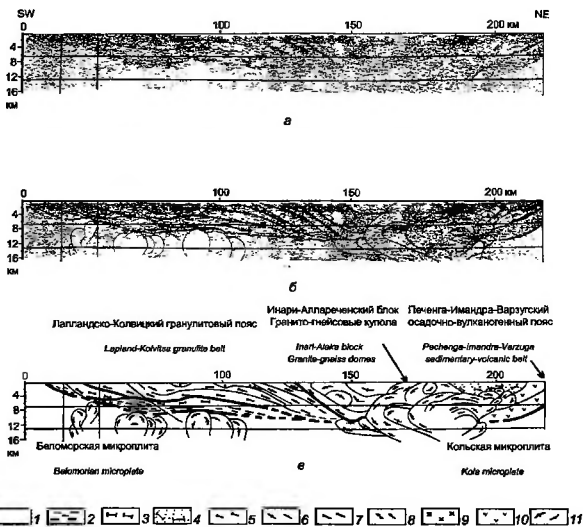 SW NE
0 100 150 200 км
4
8
12
16
км
а
0 100 150 200 км
4
8
12
16
км
б
Лапландско-Колвицкий гранулитовый пояс
Lapland-Kolvitsa granulite belt
Инари-Аллареченский блок
Гранито-гнейсовые купола
Inari-Alaka block
Granite-gneiss domes
Печенга-Имандра-Варзугский
осадочно-вулканогенный пояс
Pechenga-Imandra-Varzuga
sedimentary-volcanic belt
0 100 150 200
4
8
12
16
км
Беломорская микроплита
Belomorian microplate
в
Кольская микроплита
Kola microplate
1 2 3 4 5 6 7 8 9 10 11